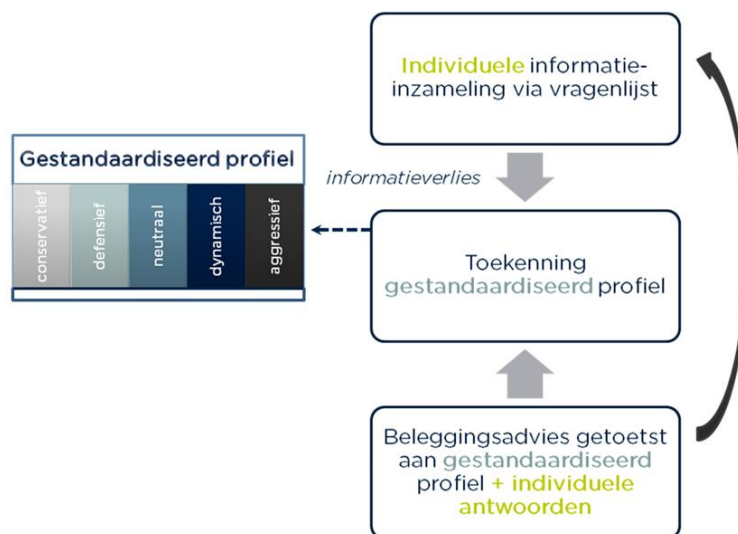 Individuele informatie-
inzameling via vragenlijst
Gestandaardiseerd profiel
conservatief
defensief
neutraal
dynamisch
aggressief
informatieverlies
Toekenning
gestandaardiseerd profiel
Beleggingsadvies getoetst
aan gestandaardiseerd
profiel + individuele
antwoorden